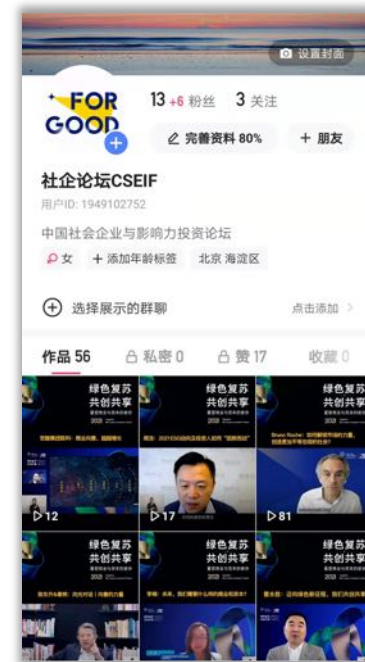 设置封面
FOR
GOOD
13 +6 粉丝 3 关注
完善资料 80%
+ 朋友
社企论坛CSEIF
用户ID: 1949102752
中国社会企业与影响力投资论坛
女
+ 添加年龄标签
北京 海淀区
选择展示的群聊
点击添加 >
作品 56
私密 0
赞 17
收藏 0
绿色复苏
共创共享
2021
绿色复苏
共创共享
2021
绿色复苏
共创共享
2021
12
17
81
绿色复苏
共创共享
2021
绿色复苏
共创共享
2021
绿色复苏
共创共享
2021